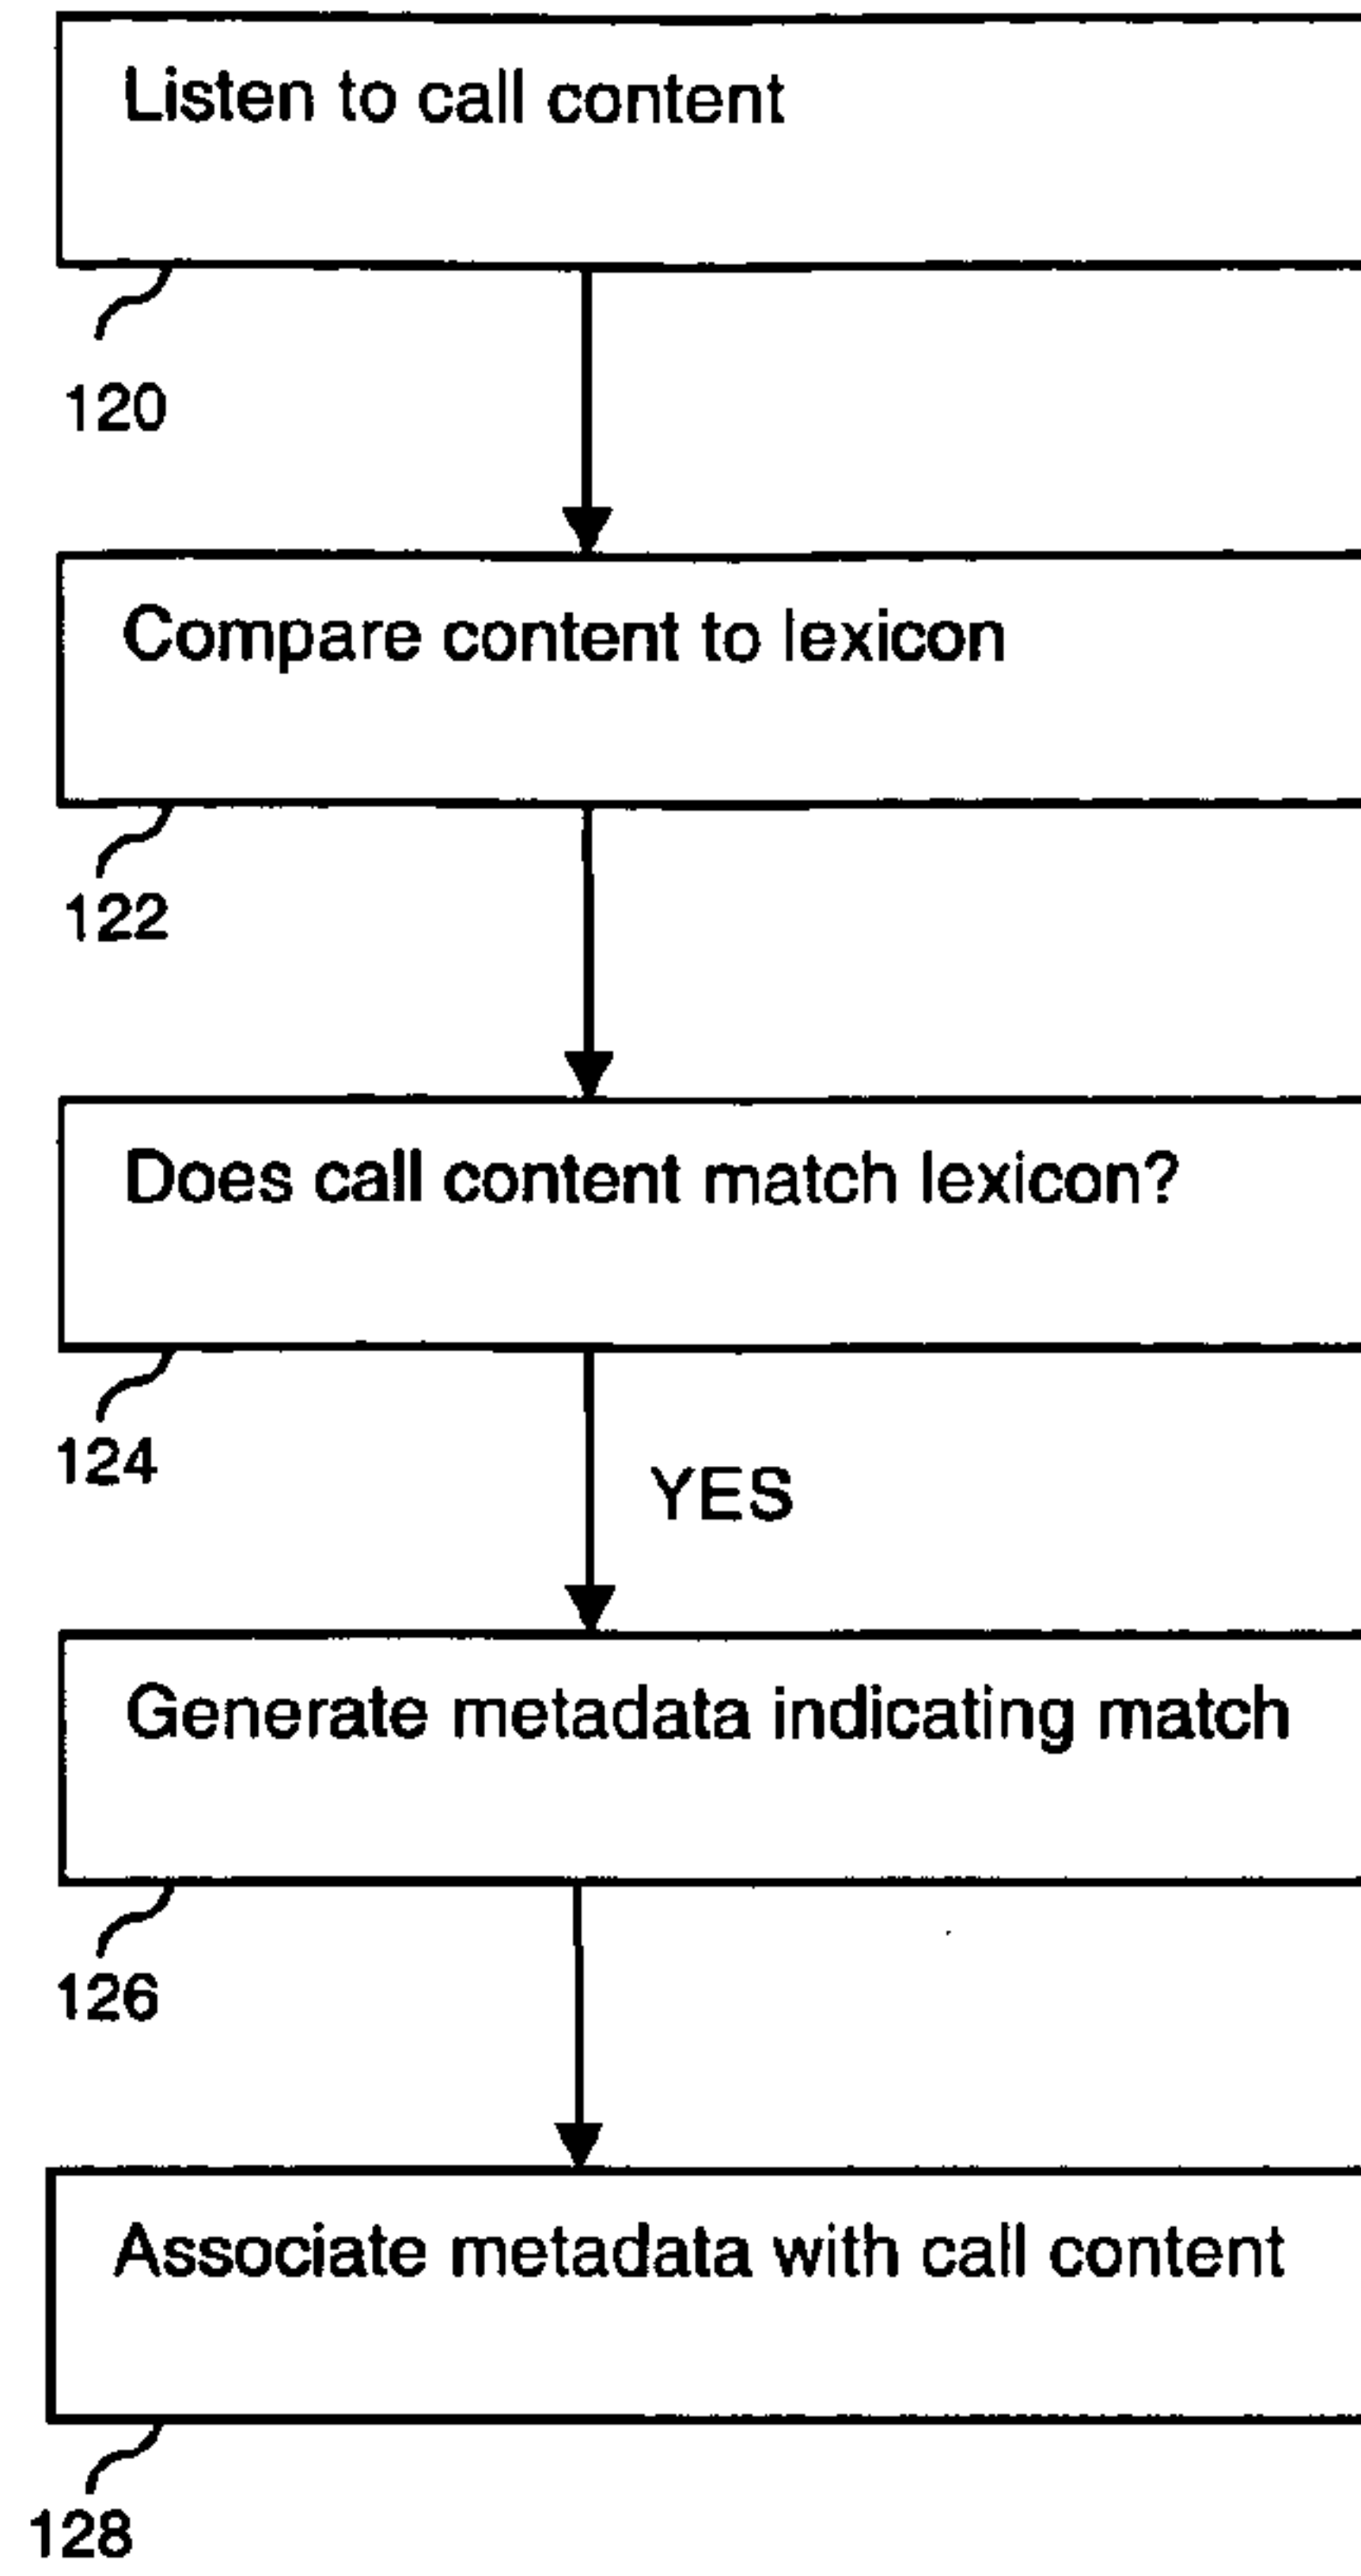 Listen to call content
120
Compare content to lexicon
122
Does call content match lexicon?
124
YES
Generate metadata indicating match
126
Associate metadata with call content
128